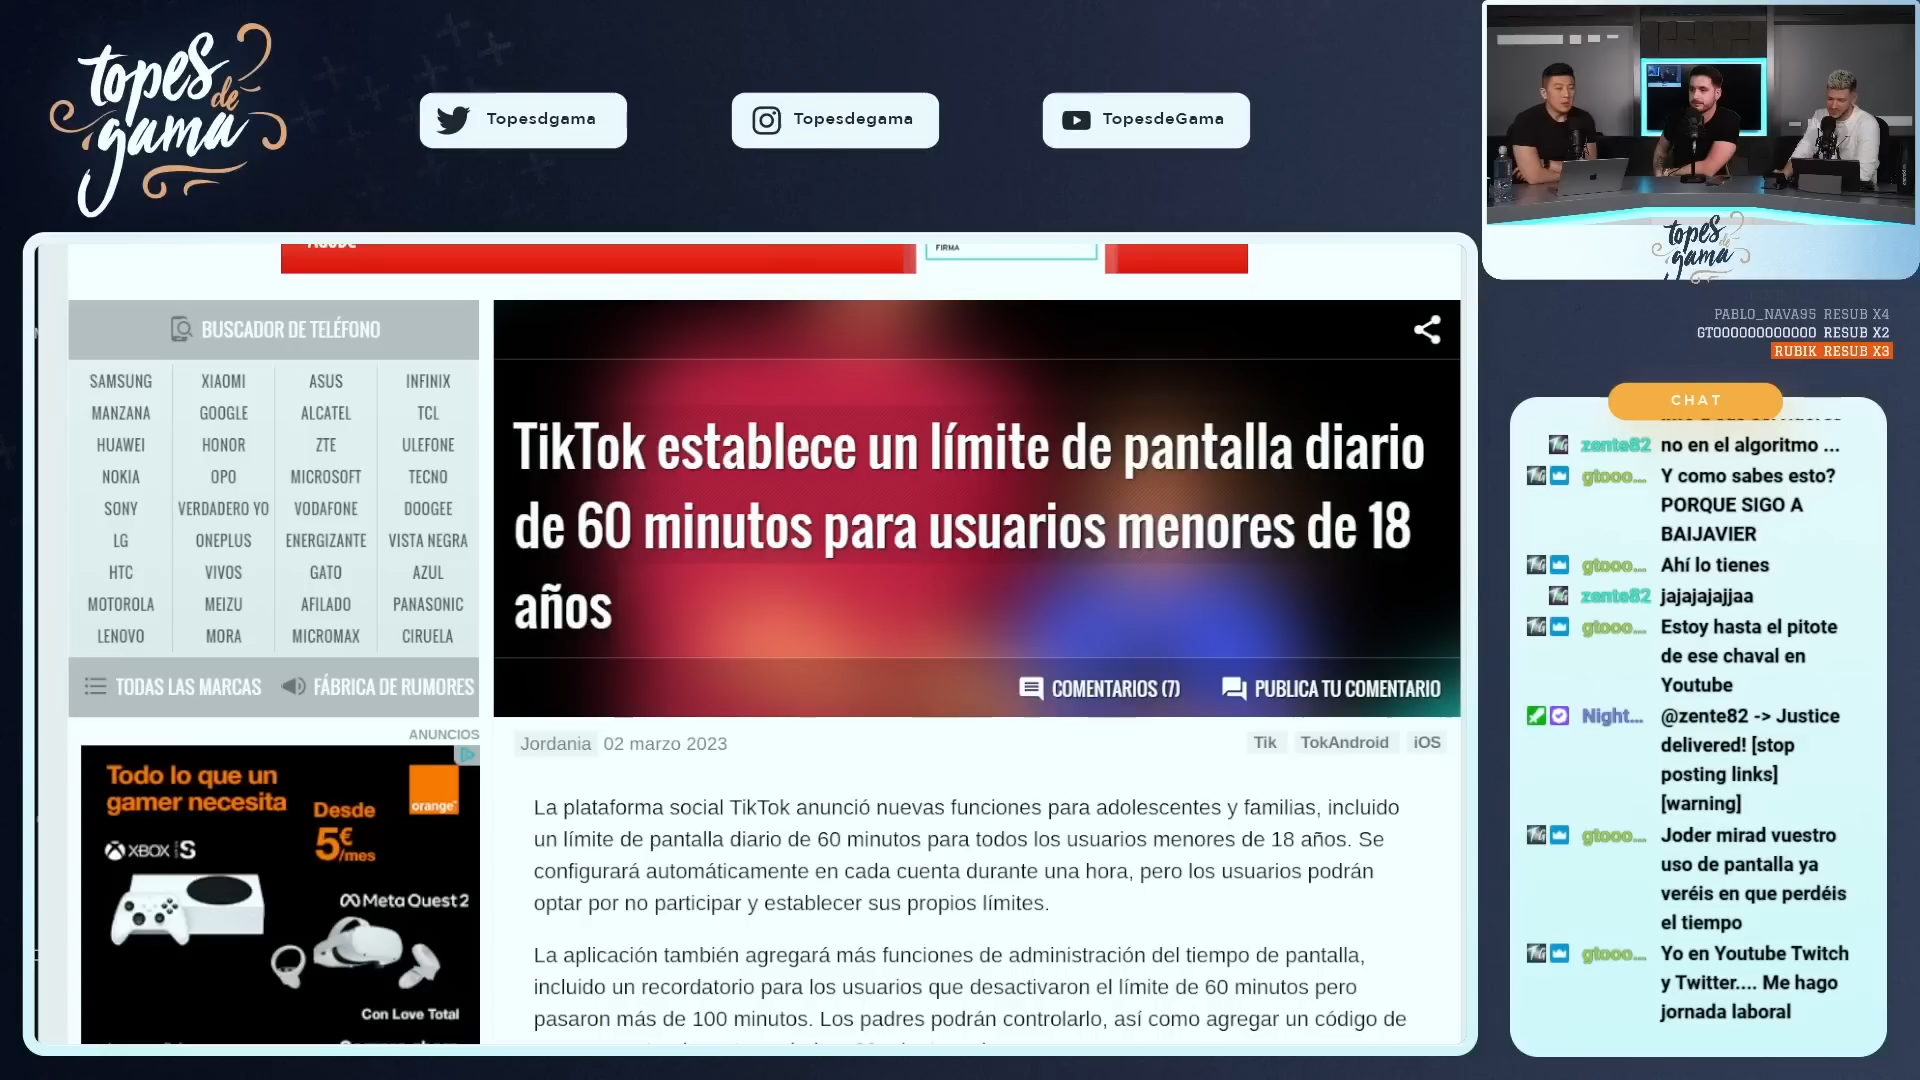 topes
de
gama
Topesdgama
Topesdegama
TopesdeGama
topes
de
gama
FIRMA
BUSCADOR DE TELÉFONO
SAMSUNG XIAOMI ASUS INFINIX
MANZANA GOOGLE ALCATEL TCL
HUAWEI HONOR ZTE ULEFONE
NOKIA OPO MICROSOFT TECNO
SONY VERDADERO YO VODAFONE DOOGEE
LG ONEPLUS ENERGIZANTE VISTA NEGRA
HTC VIVOS GATO AZUL
MOTOROLA MEIZU AFILADO PANASONIC
LENOVO MORA MICROMAX CIRUELA
TODAS LAS MARCAS FÁBRICA DE RUMORES
ANUNCIOS
Todo lo que un
gamer necesita
Desde
5€
/mes
orange
XBOX SERIES S
Meta Quest 2
Con Love Total
TikTok establece un límite de pantalla diario
de 60 minutos para usuarios menores de 18
años
COMENTARIOS (7) PUBLICA TU COMENTARIO
Jordania 02 marzo 2023 Tik TokAndroid iOS
La plataforma social TikTok anunció nuevas funciones para adolescentes y familias, incluido
un límite de pantalla diario de 60 minutos para todos los usuarios menores de 18 años. Se
configurará automáticamente en cada cuenta durante una hora, pero los usuarios podrán
optar por no participar y establecer sus propios límites.
La aplicación también agregará más funciones de administración del tiempo de pantalla,
incluido un recordatorio para los usuarios que desactivaron el límite de 60 minutos pero
pasaron más de 100 minutos. Los padres podrán controlarlo, así como agregar un código de
PABLO_NAVA95 RESUB X4
GTOOOOOOOOOOO RESUB X2
RUBIK RESUB X3
CHAT
zente82 no en el algoritmo ...
gtooo... Y como sabes esto?
PORQUE SIGO A
BAIJAVIER
gtooo... Ahí lo tienes
zente82 jajajajajjaa
gtooo... Estoy hasta el pitote
de ese chaval en
Youtube
Night... @zente82 -> Justice
delivered! [stop
posting links]
[warning]
gtooo... Joder mirad vuestro
uso de pantalla ya
veréis en que perdéis
el tiempo
gtooo... Yo en Youtube Twitch
y Twitter.... Me hago
jornada laboral